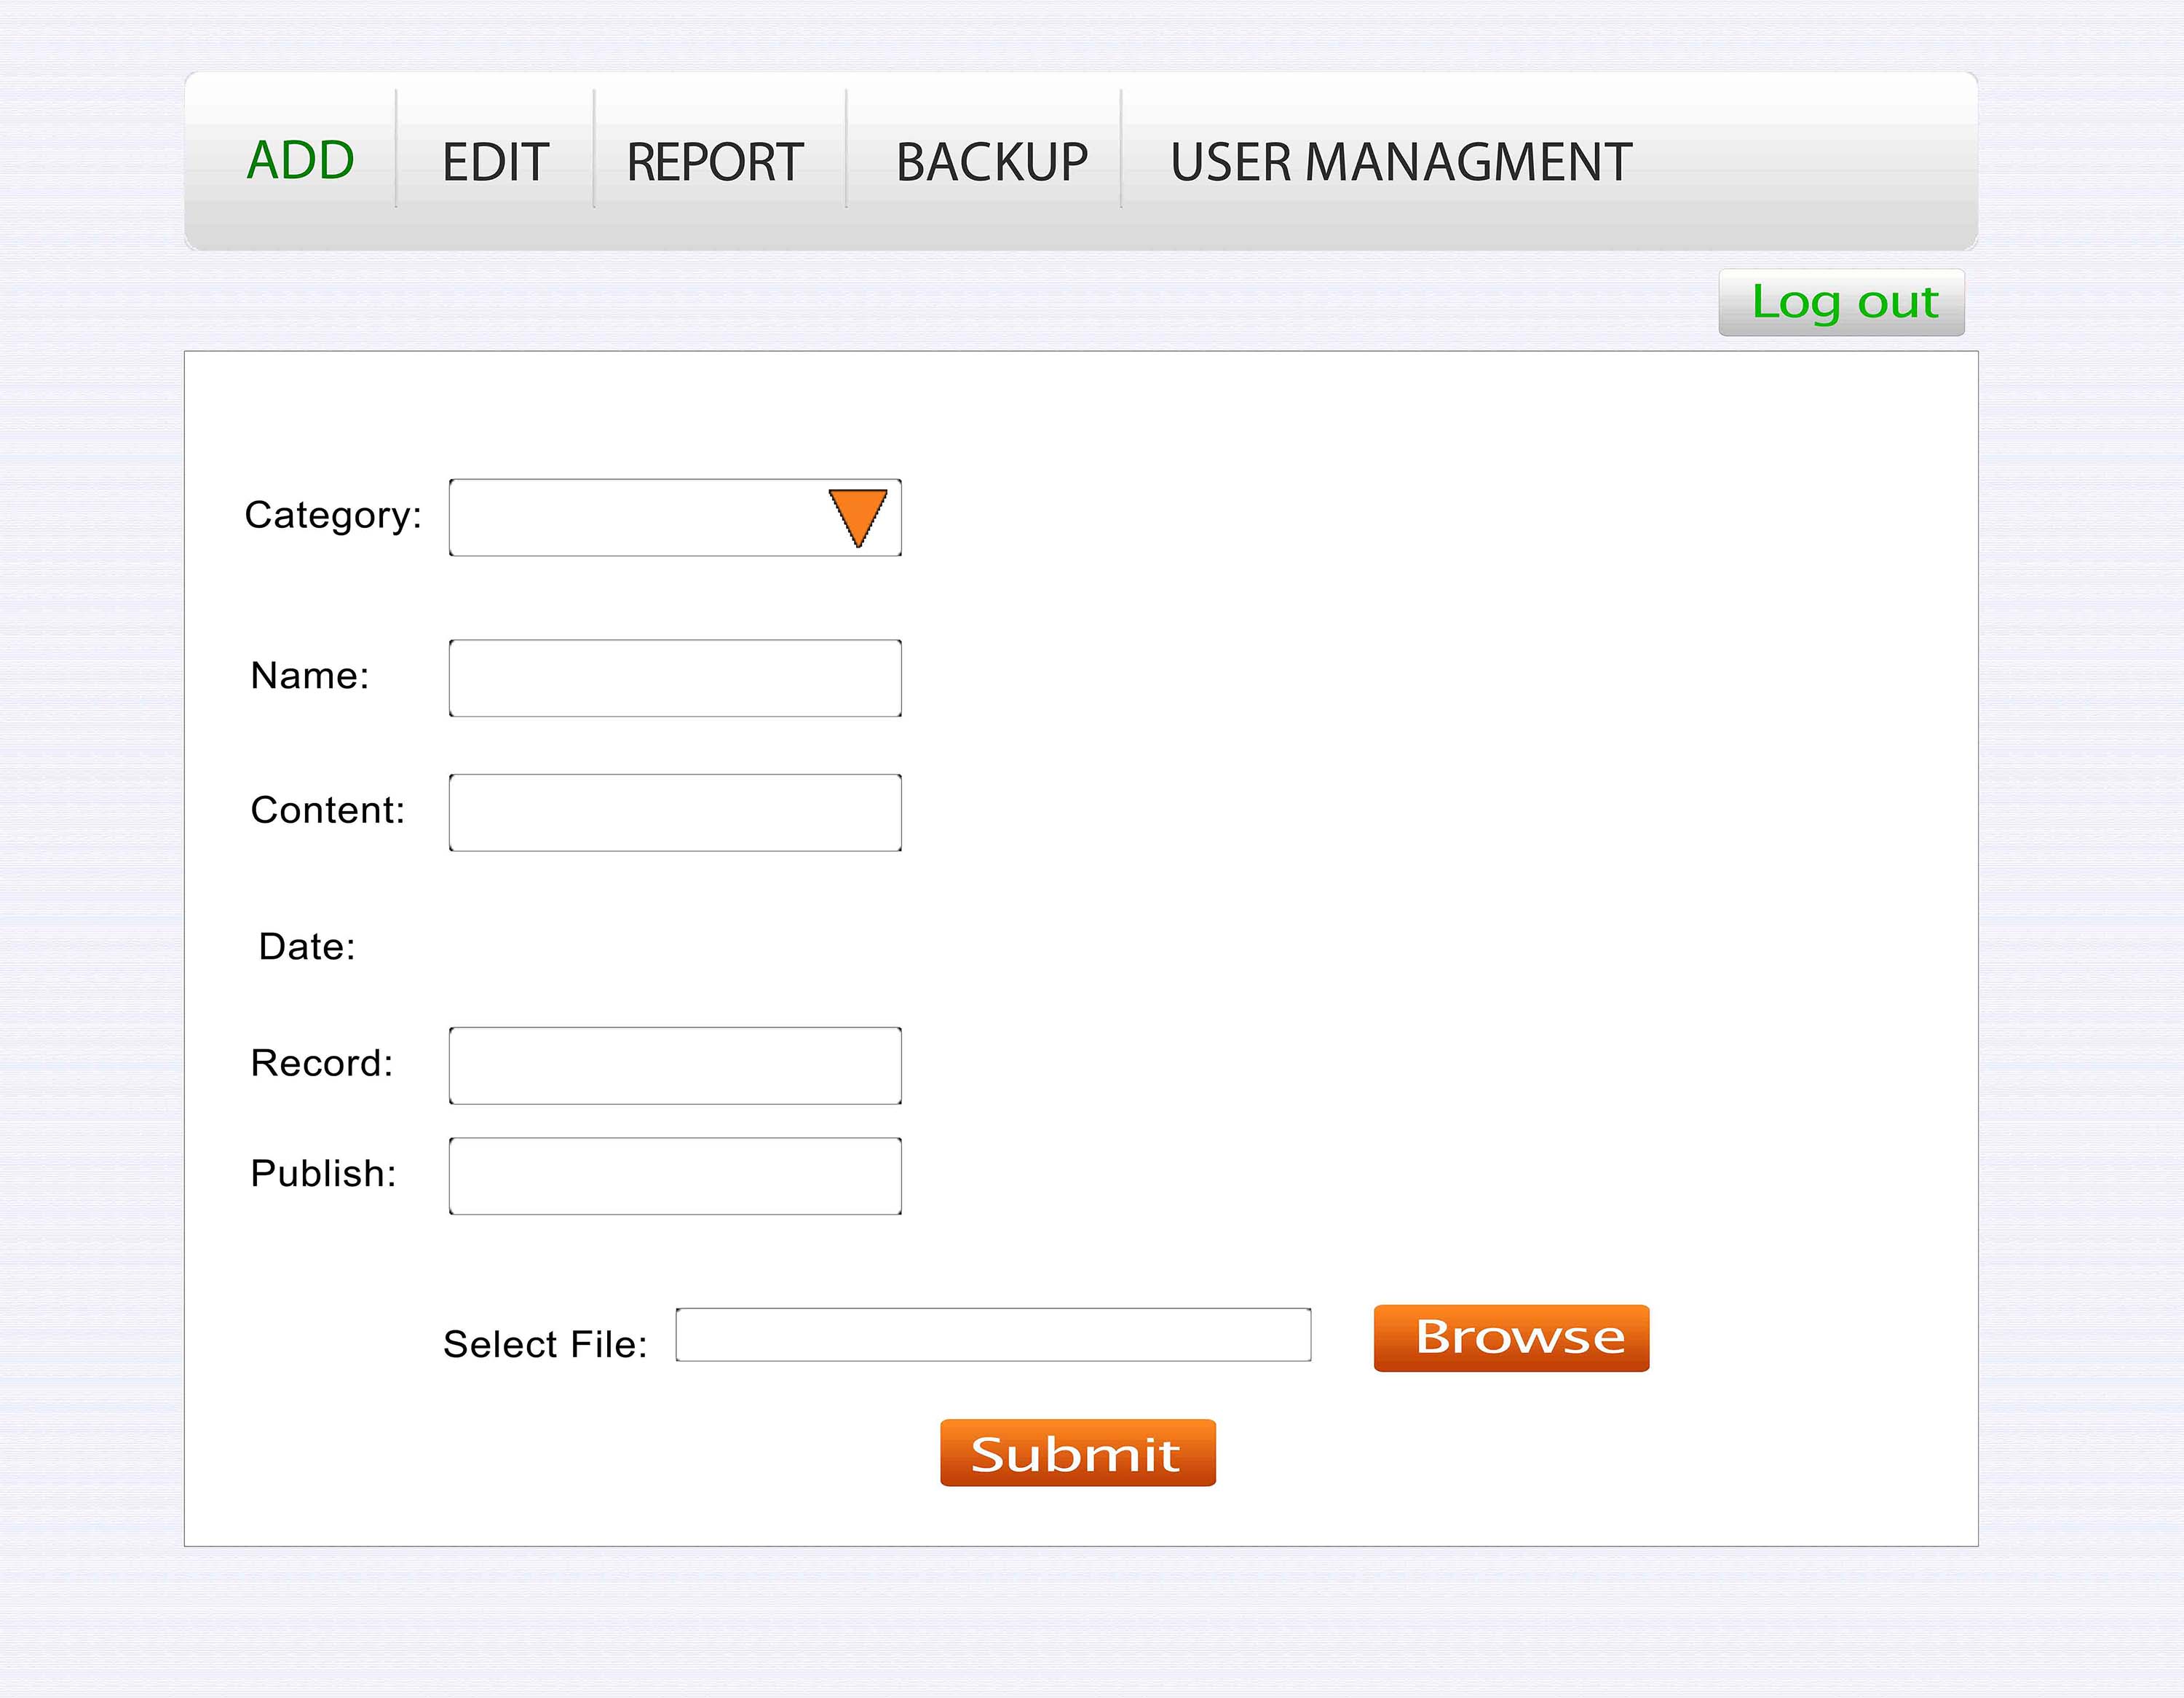 ADD EDIT REPORT BACKUP USER MANAGMENT
Log out
Category:
Name:
Content:
Date:
Record:
Publish:
Select File: Browse
Submit